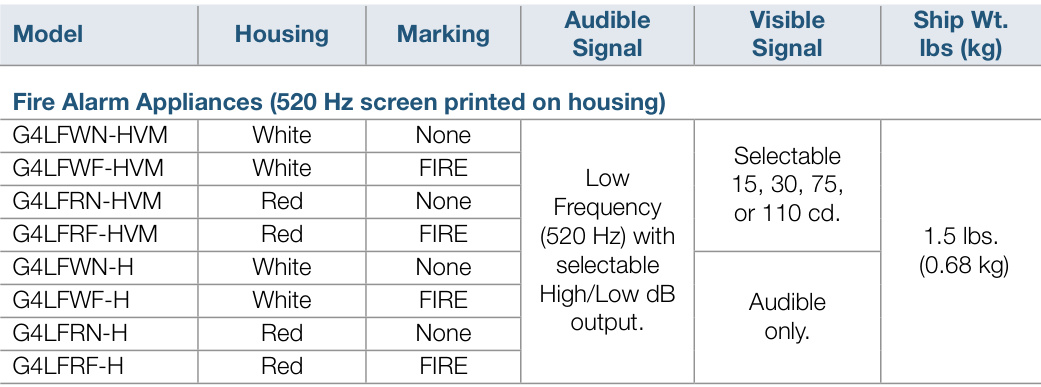 Model Housing Marking Audible Signal Visible Signal Ship Wt. lbs (kg)
Fire Alarm Appliances (520 Hz screen printed on housing)
G4LFWN-HVM White None
G4LFWF-HVM White FIRE
G4LFRN-HVM Red None
G4LFRF-HVM Red FIRE
G4LFWN-H White None
G4LFWF-H White FIRE
G4LFRN-H Red None
G4LFRF-H Red FIRE
Low
Frequency
(520 Hz) with
selectable
High/Low dB
output.
Selectable
15, 30, 75,
or 110 cd.
Audible
only.
1.5 lbs.
(0.68 kg)